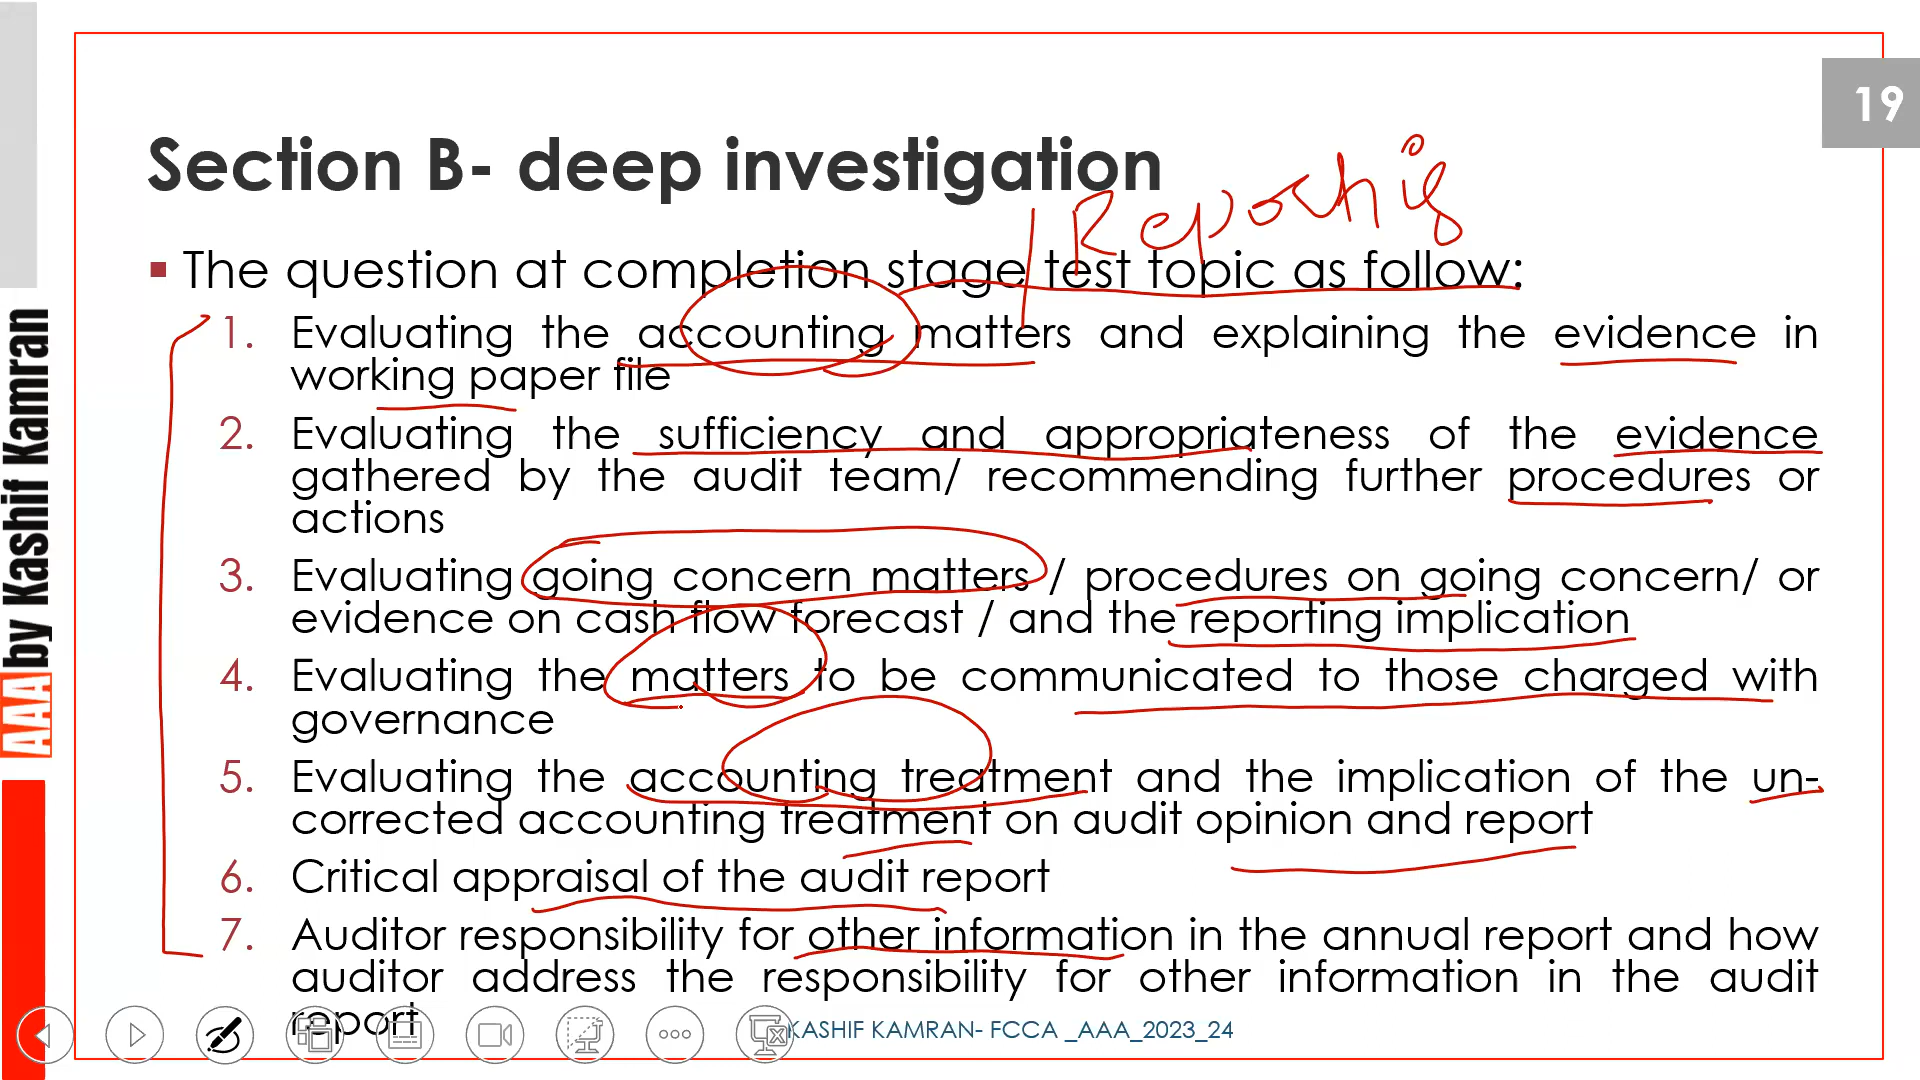 19
Section B- deep investigation
Reporting
The question at completion stage test topic as follow:
1. Evaluating the accounting matters and explaining the evidence in
working paper file
2. Evaluating the sufficiency and appropriateness of the evidence
gathered by the audit team/ recommending further procedures or
actions
3. Evaluating going concern matters / procedures on going concern/ or
evidence on cash flow forecast / and the reporting implication
4. Evaluating the matters to be communicated to those charged with
governance
5. Evaluating the accounting treatment and the implication of the un-
corrected accounting treatment on audit opinion and report
6. Critical appraisal of the audit report
7. Auditor responsibility for other information in the annual report and how
auditor address the responsibility for other information in the audit
report
KASHIF KAMRAN- FCCA _AAA_2023_24
AAA by Kashif Kamran